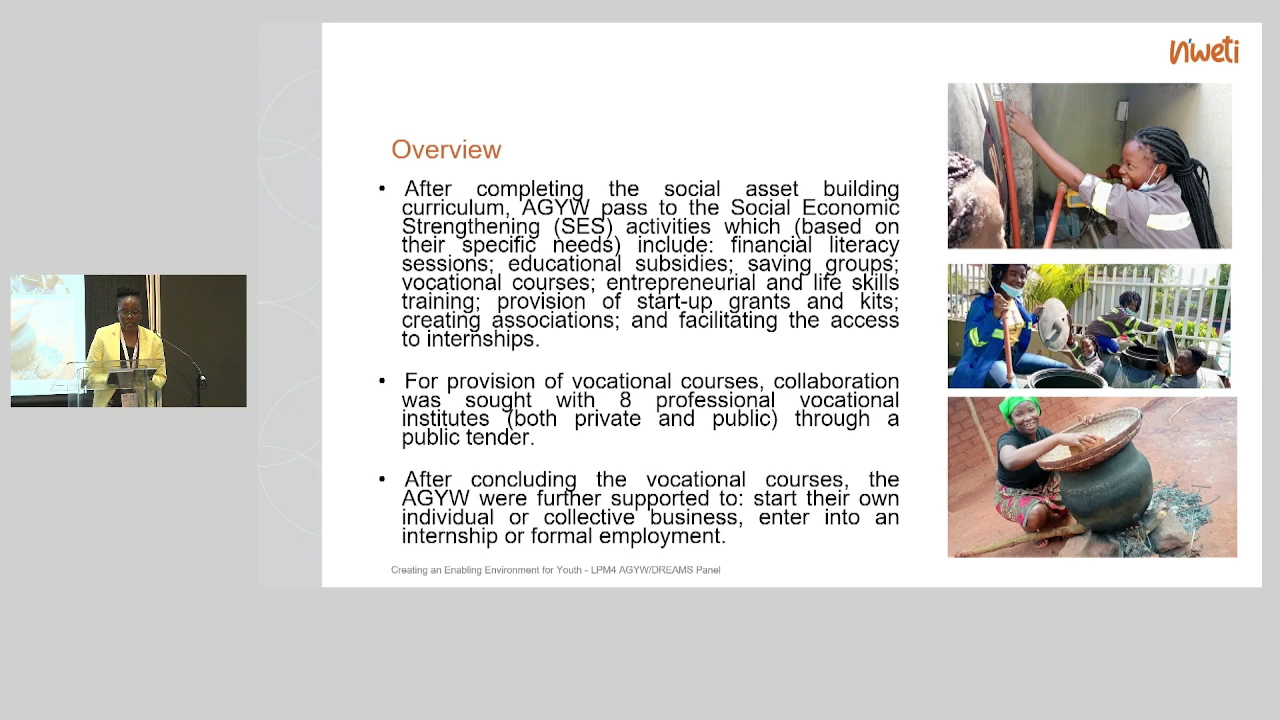 n'weti
Overview
• After completing the social asset building
curriculum, AGYW pass to the Social Economic
Strengthening (SES) activities which (based on
their specific needs) include: financial literacy
sessions; educational subsidies; saving groups;
vocational courses; entrepreneurial and life skills
training; provision of start-up grants and kits;
creating associations; and facilitating the access
to internships.
• For provision of vocational courses, collaboration
was sought with 8 professional vocational
institutes (both private and public) through a
public tender.
• After concluding the vocational courses, the
AGYW were further supported to: start their own
individual or collective business, enter into an
internship or formal employment.
Creating an Enabling Environment for Youth - LPM4 AGYW/DREAMS Panel